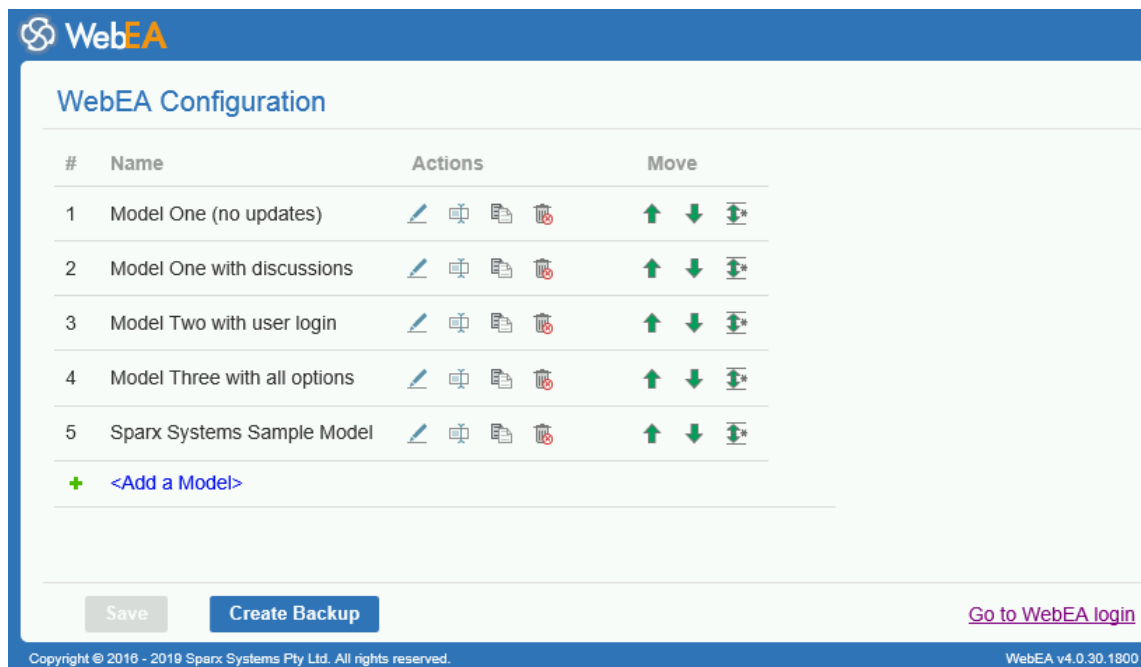 WebEA
WebEA Configuration
# Name Actions Move
1 Model One (no updates)
2 Model One with discussions
3 Model Two with user login
4 Model Three with all options
5 Sparx Systems Sample Model
<Add a Model>
Save Create Backup Go to WebEA login
Copyright © 2016 - 2019 Sparx Systems Pty Ltd. All rights reserved. WebEA v4.0.30.1800